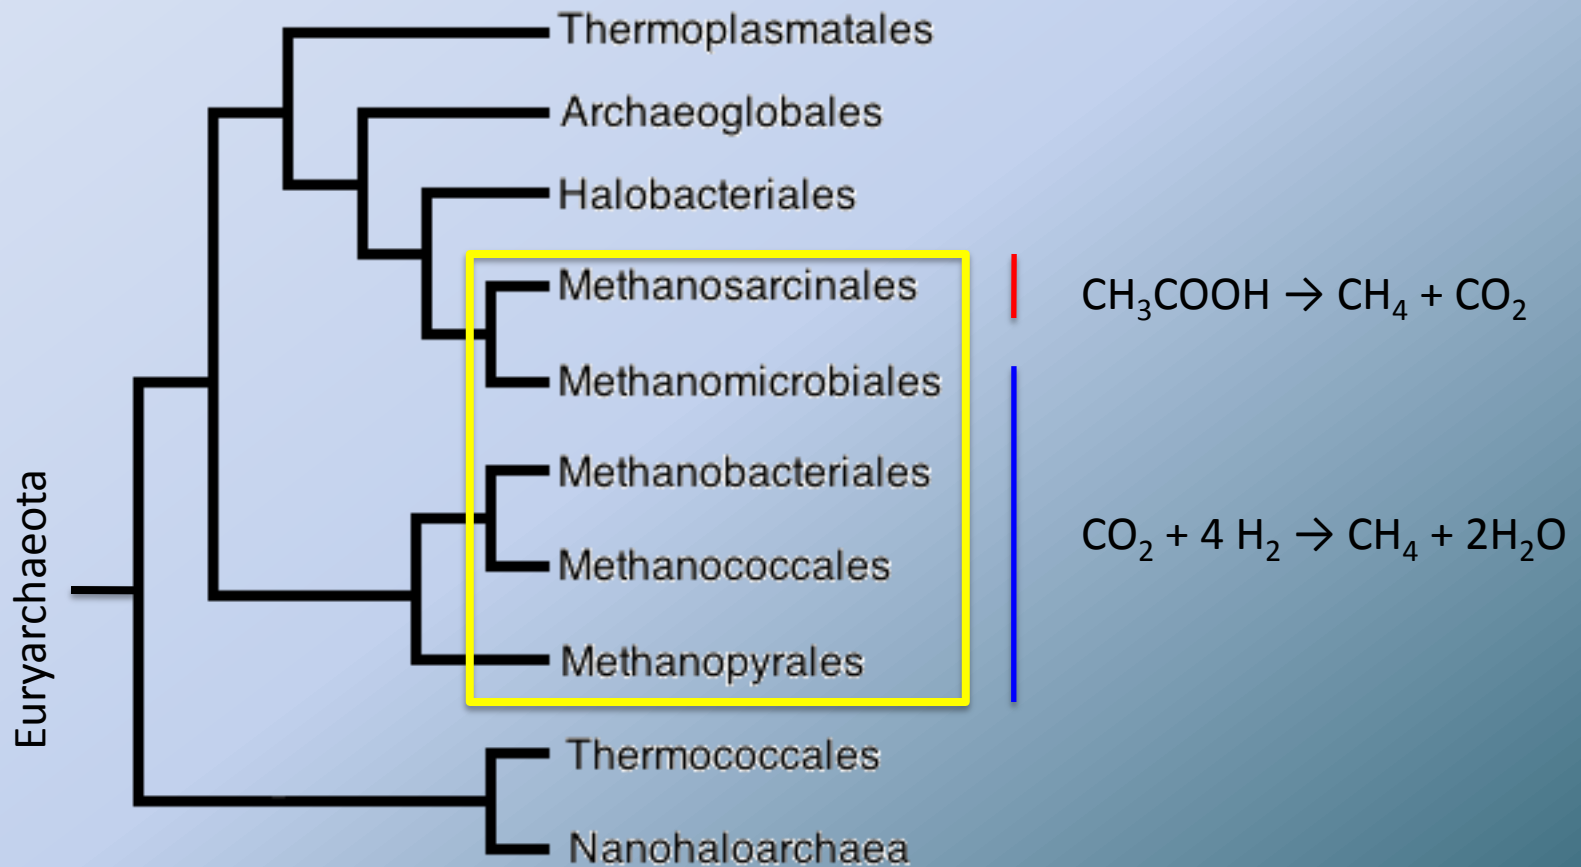 Thermoplasmatales
Archaeoglobales
Halobacteriales
Methanosarcinales
CH₃COOH → CH₄ + CO₂
Methanomicrobiales
Methanobacteriales
CO₂ + 4 H₂ → CH₄ + 2H₂O
Methanococcales
Euryarchaeota
Methanopyrales
Thermococcales
Nanohaloarchaea